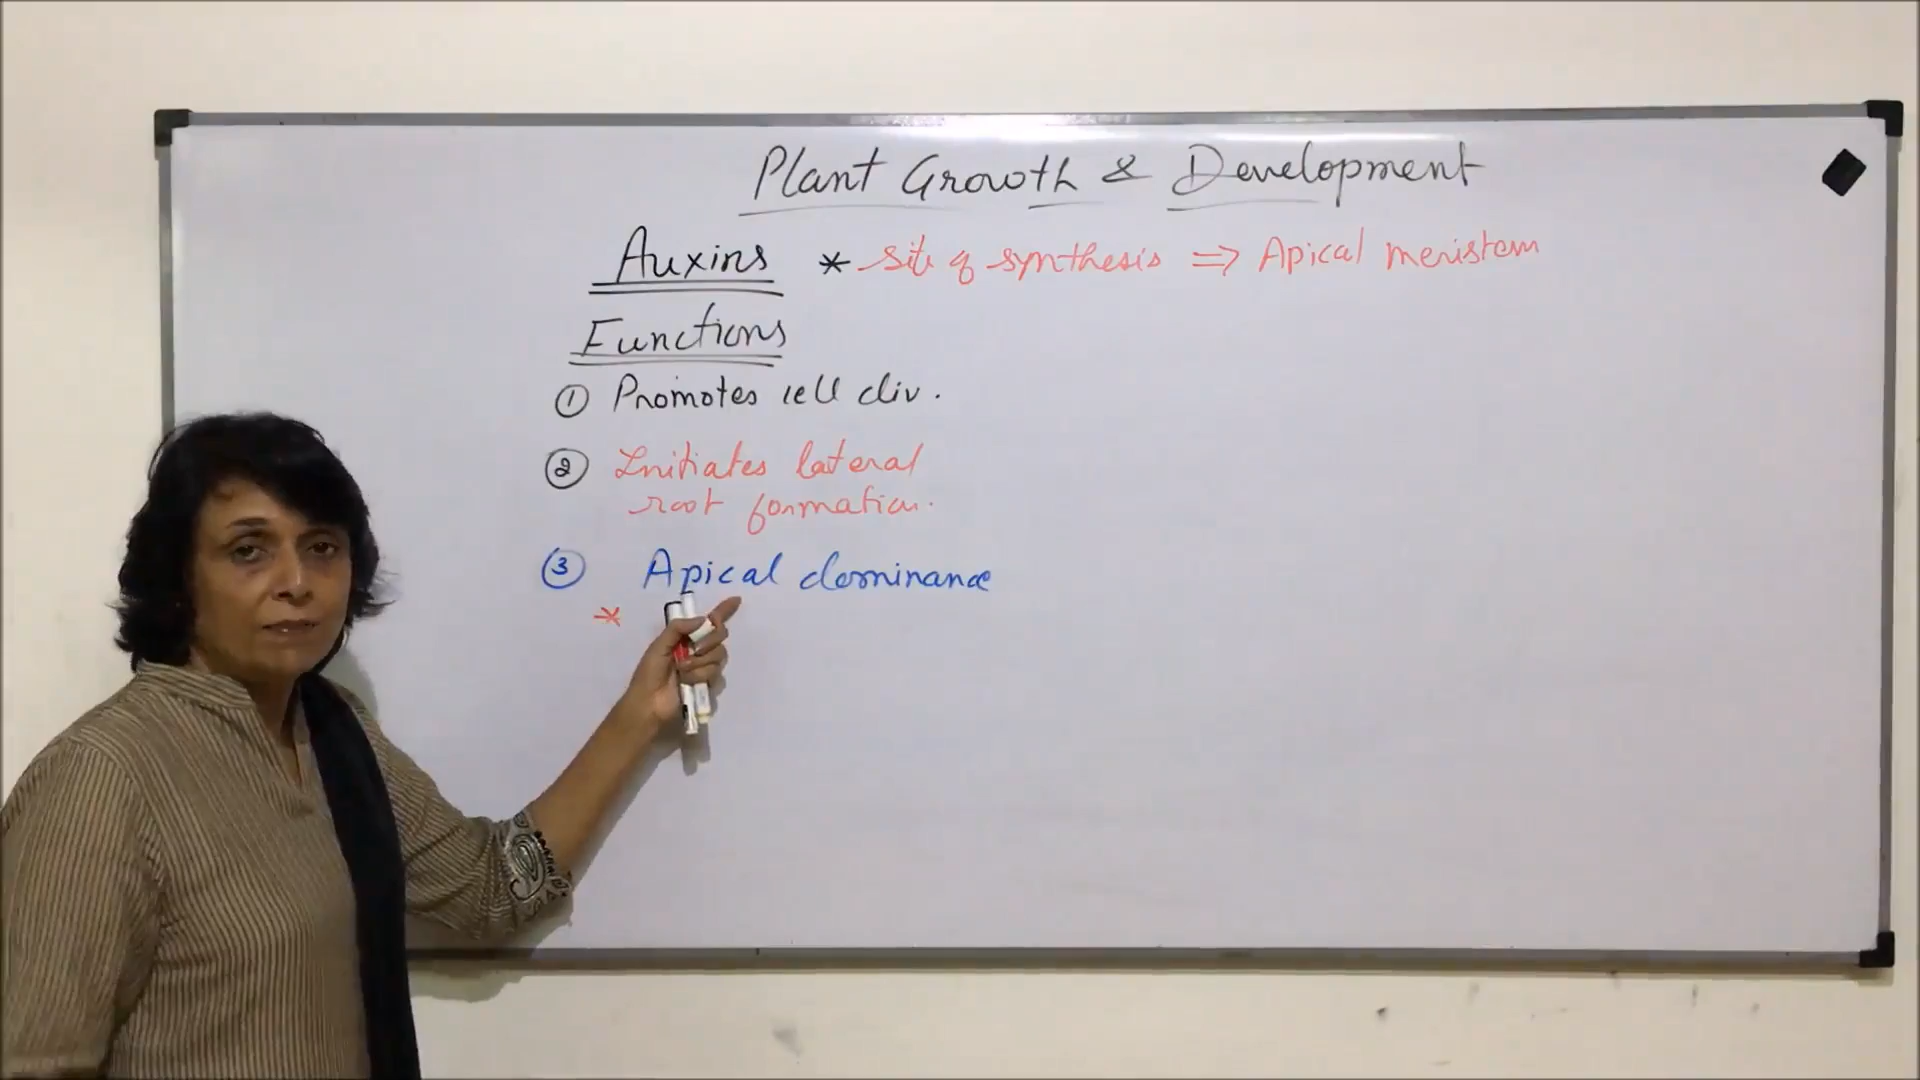 Plant Growth & Development
Auxins * site of synthesis ⇒ Apical meristem
Functions
① Promotes cell div.
② Initiates lateral
root formation.
③ Apical dominance
*